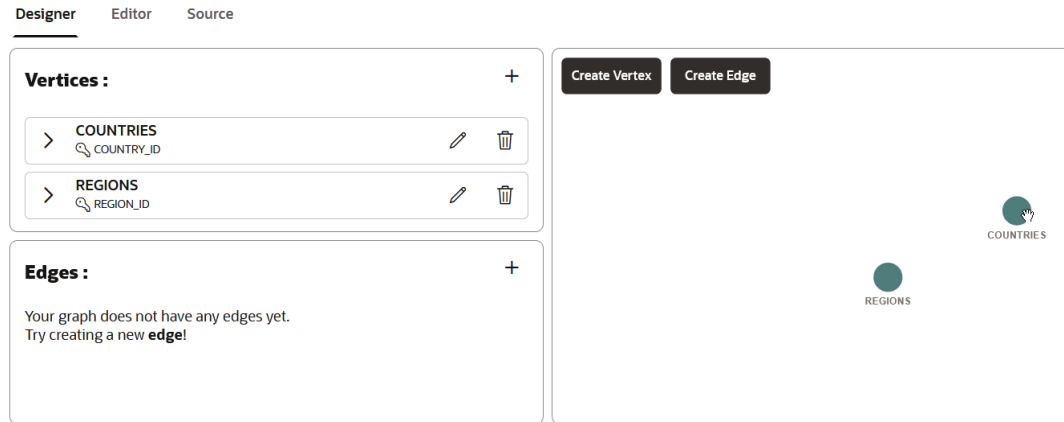 Designer Editor Source
Vertices :
+
COUNTRIES
COUNTRY_ID
REGIONS
REGION_ID
Edges :
+
Your graph does not have any edges yet.
Try creating a new edge!
Create Vertex Create Edge
COUNTRIES
REGIONS